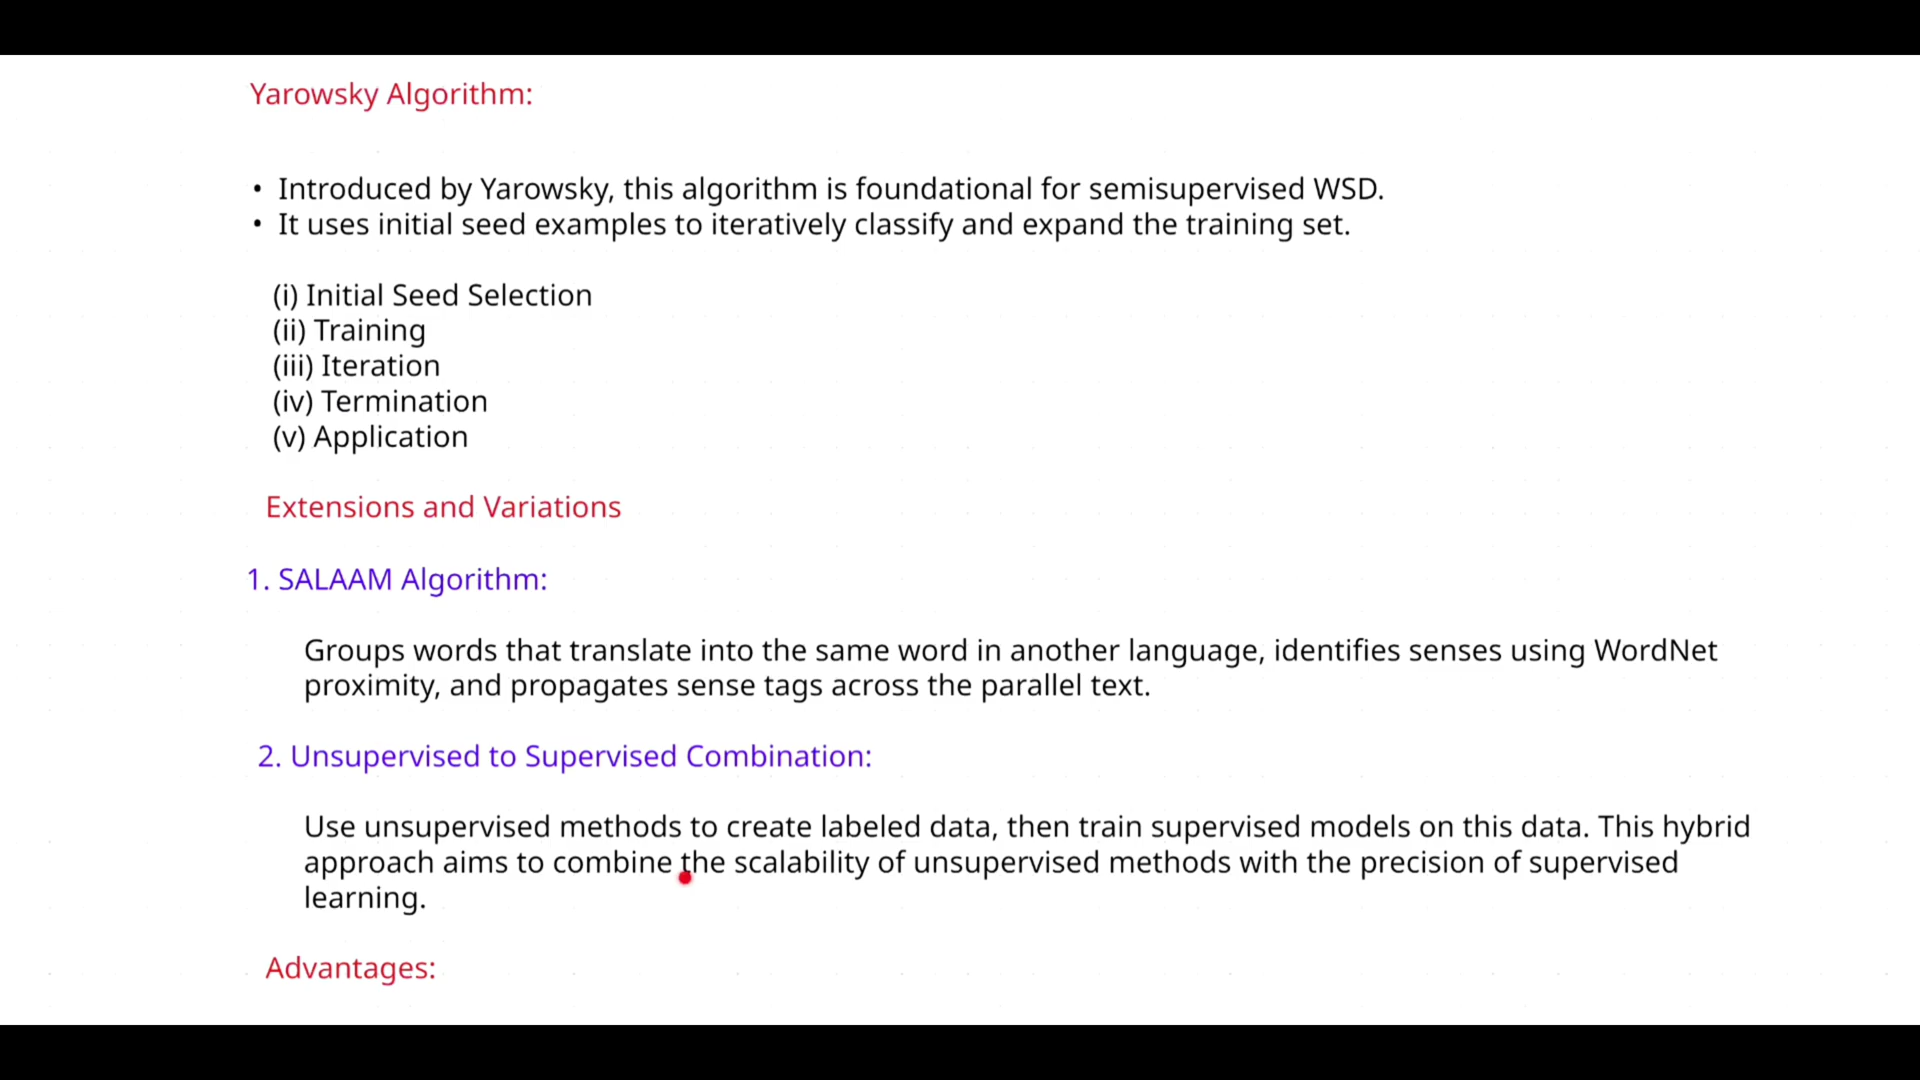 Yarowsky Algorithm:
• Introduced by Yarowsky, this algorithm is foundational for semisupervised WSD.
• It uses initial seed examples to iteratively classify and expand the training set.
(i) Initial Seed Selection
(ii) Training
(iii) Iteration
(iv) Termination
(v) Application
Extensions and Variations
1. SALAAM Algorithm:
Groups words that translate into the same word in another language, identifies senses using WordNet
proximity, and propagates sense tags across the parallel text.
2. Unsupervised to Supervised Combination:
Use unsupervised methods to create labeled data, then train supervised models on this data. This hybrid
approach aims to combine the scalability of unsupervised methods with the precision of supervised
learning.
Advantages: